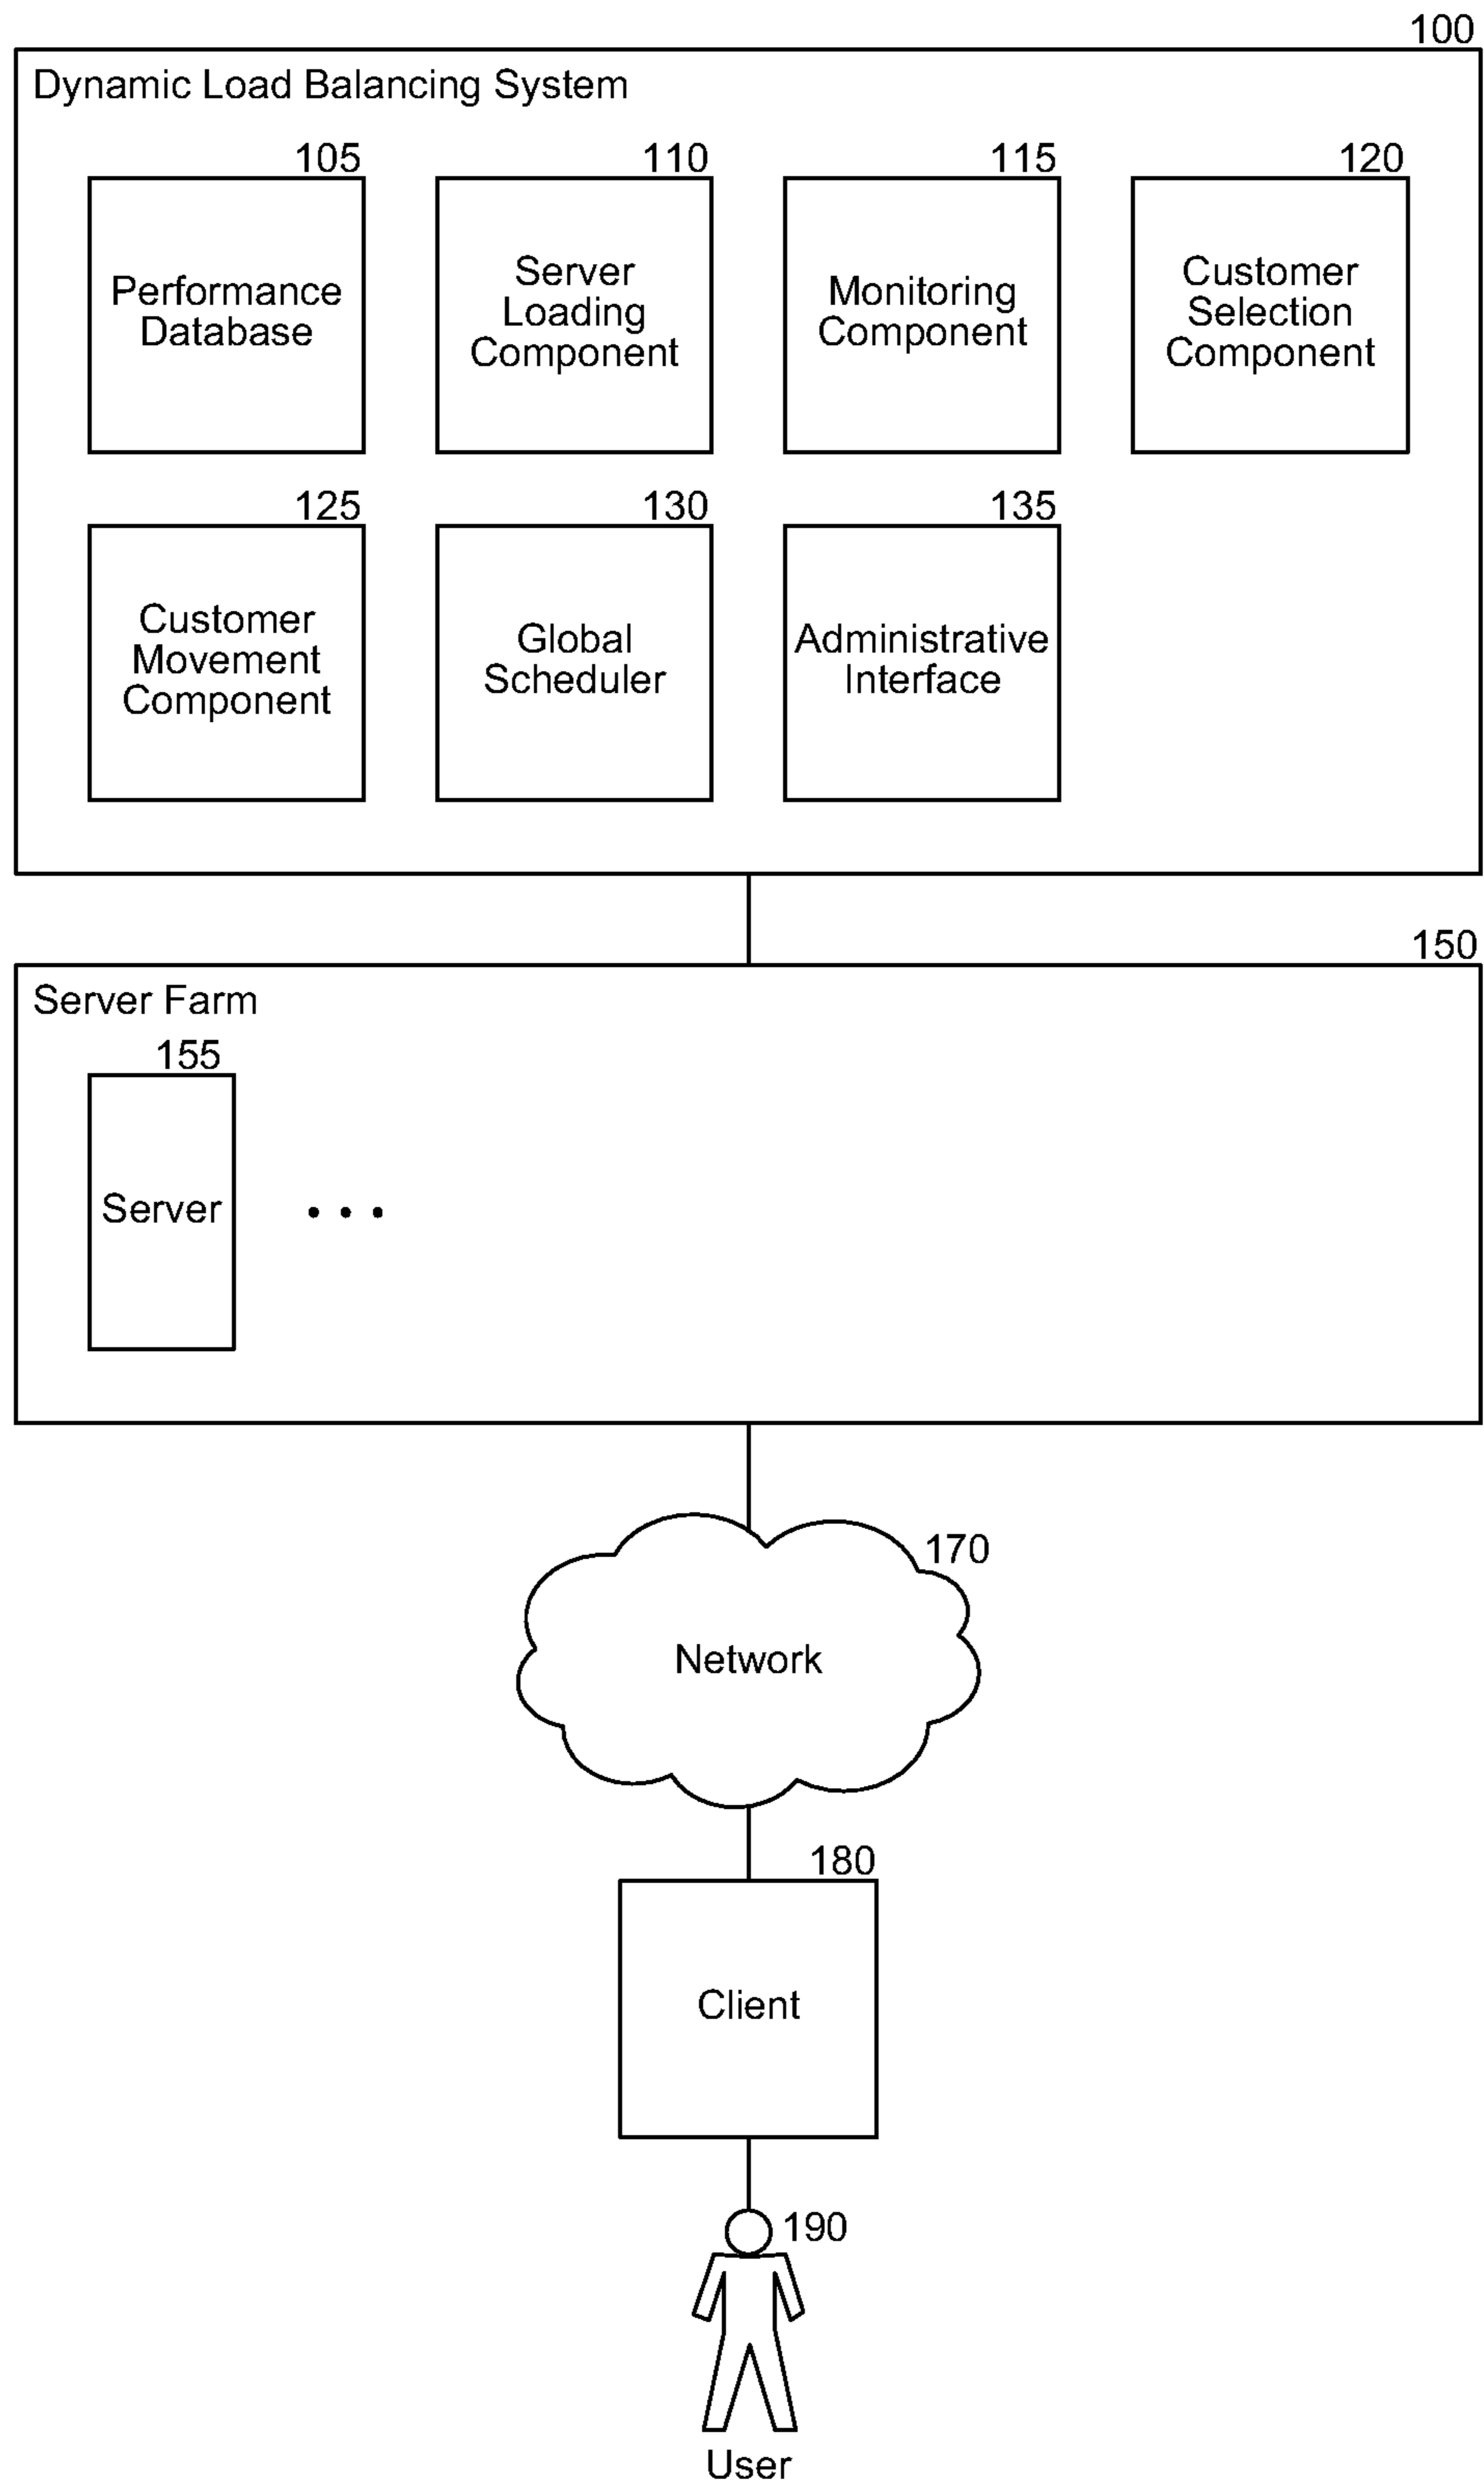 100
Dynamic Load Balancing System
105
110
115
120
Performance
Database
Server
Loading
Component
Monitoring
Component
Customer
Selection
Component
125
130
135
Customer
Movement
Component
Global
Scheduler
Administrative
Interface
150
Server Farm
155
Server
...
170
Network
180
Client
190
User